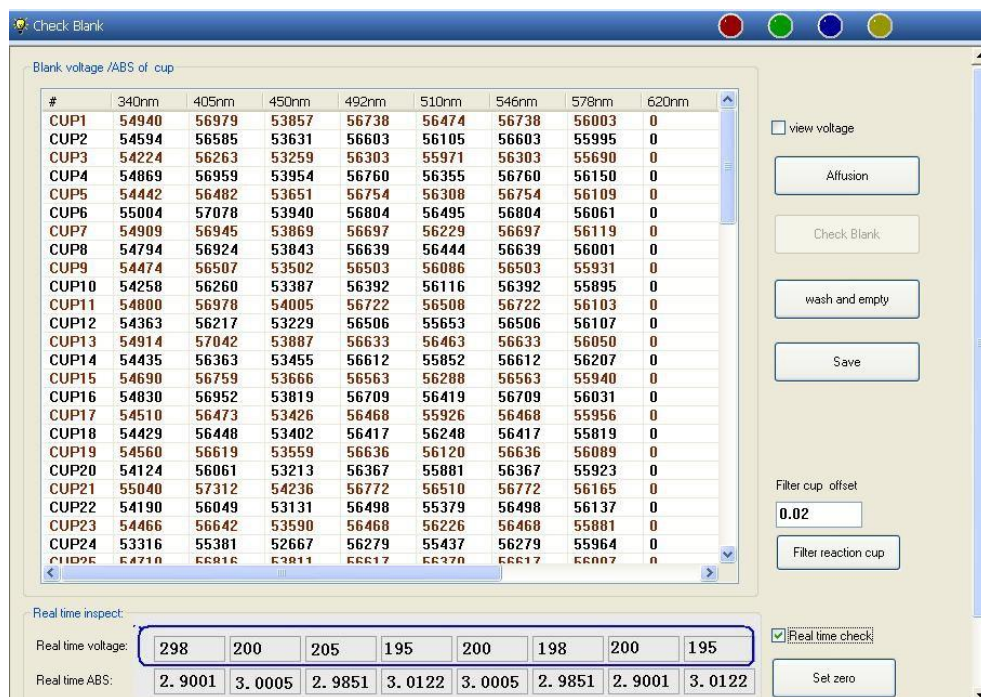 Check Blank
Blank voltage /ABS of cup
# 340nm 405nm 450nm 492nm 510nm 546nm 578nm 620nm
CUP1 54940 56979 53857 56738 56474 56738 56003 0
CUP2 54594 56585 53631 56603 56105 56603 55995 0
CUP3 54224 56263 53259 56303 55971 56303 55690 0
CUP4 54869 56959 53954 56760 56355 56760 56150 0
CUP5 54442 56482 53651 56754 56308 56754 56109 0
CUP6 55004 57078 53940 56804 56495 56804 56061 0
CUP7 54909 56945 53869 56697 56229 56697 56119 0
CUP8 54794 56924 53843 56639 56444 56639 56001 0
CUP9 54474 56507 53502 56503 56086 56503 55931 0
CUP10 54258 56260 53387 56392 56116 56392 55895 0
CUP11 54800 56978 54005 56722 56508 56722 56103 0
CUP12 54363 56217 53229 56506 55653 56506 56107 0
CUP13 54914 57042 53887 56633 56463 56633 56050 0
CUP14 54435 56363 53455 56612 55852 56612 56207 0
CUP15 54690 56759 53666 56563 56288 56563 55940 0
CUP16 54830 56952 53819 56709 56419 56709 56031 0
CUP17 54510 56473 53426 56468 55926 56468 55956 0
CUP18 54429 56448 53402 56417 56248 56417 55819 0
CUP19 54560 56619 53559 56636 56120 56636 56089 0
CUP20 54124 56061 53213 56367 55881 56367 55923 0
CUP21 55040 57312 54236 56772 56510 56772 56165 0
CUP22 54190 56049 53131 56498 55379 56498 56137 0
CUP23 54466 56642 53590 56468 56226 56468 55881 0
CUP24 53316 55381 52667 56279 55437 56279 55964 0
CUP25 54710 56816 53811 56617 56370 56617 56007 0
view voltage
Affusion
Check Blank
wash and empty
Save
Filter cup offset
0.02
Filter reaction cup
Real time inspect:
Real time voltage: 298 200 205 195 200 198 200 195
Real time ABS: 2.9001 3.0005 2.9851 3.0122 3.0005 2.9851 2.9001 3.0122
Real time check
Set zero